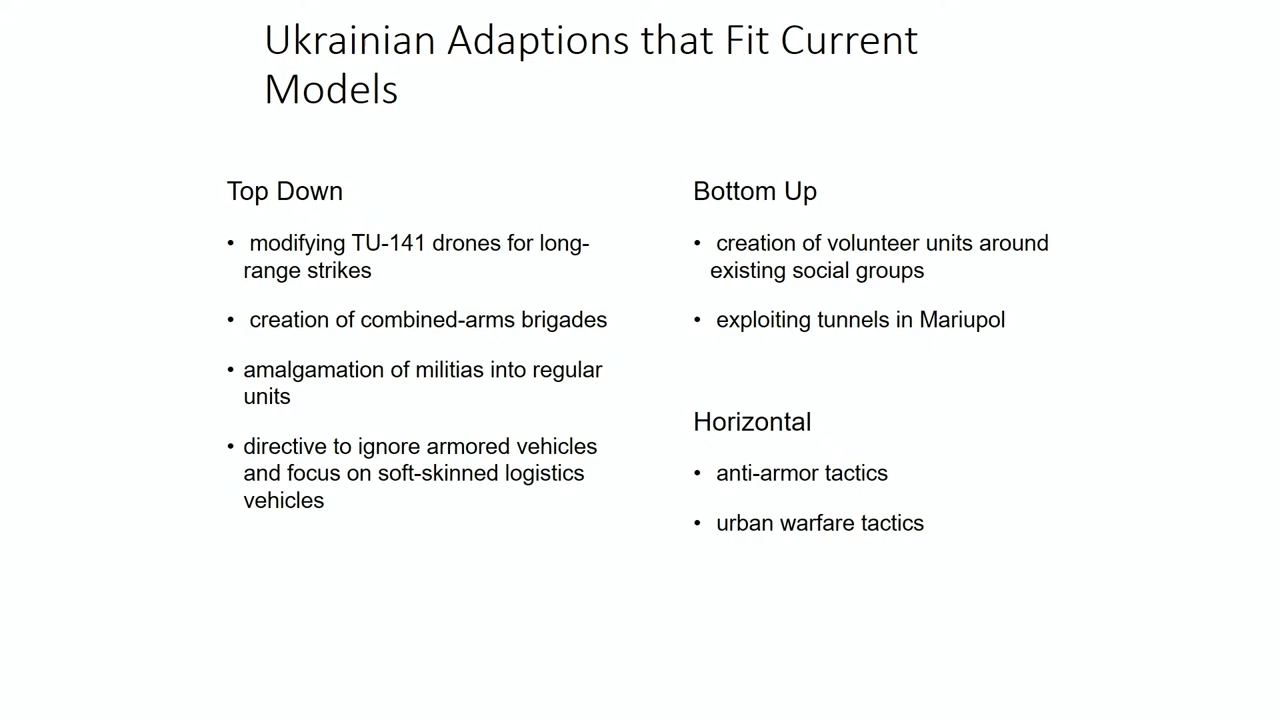 Ukrainian Adaptions that Fit Current
Models
Top Down
• modifying TU-141 drones for long-
range strikes
• creation of combined-arms brigades
• amalgamation of militias into regular
units
• directive to ignore armored vehicles
and focus on soft-skinned logistics
vehicles
Bottom Up
• creation of volunteer units around
existing social groups
• exploiting tunnels in Mariupol
Horizontal
• anti-armor tactics
• urban warfare tactics